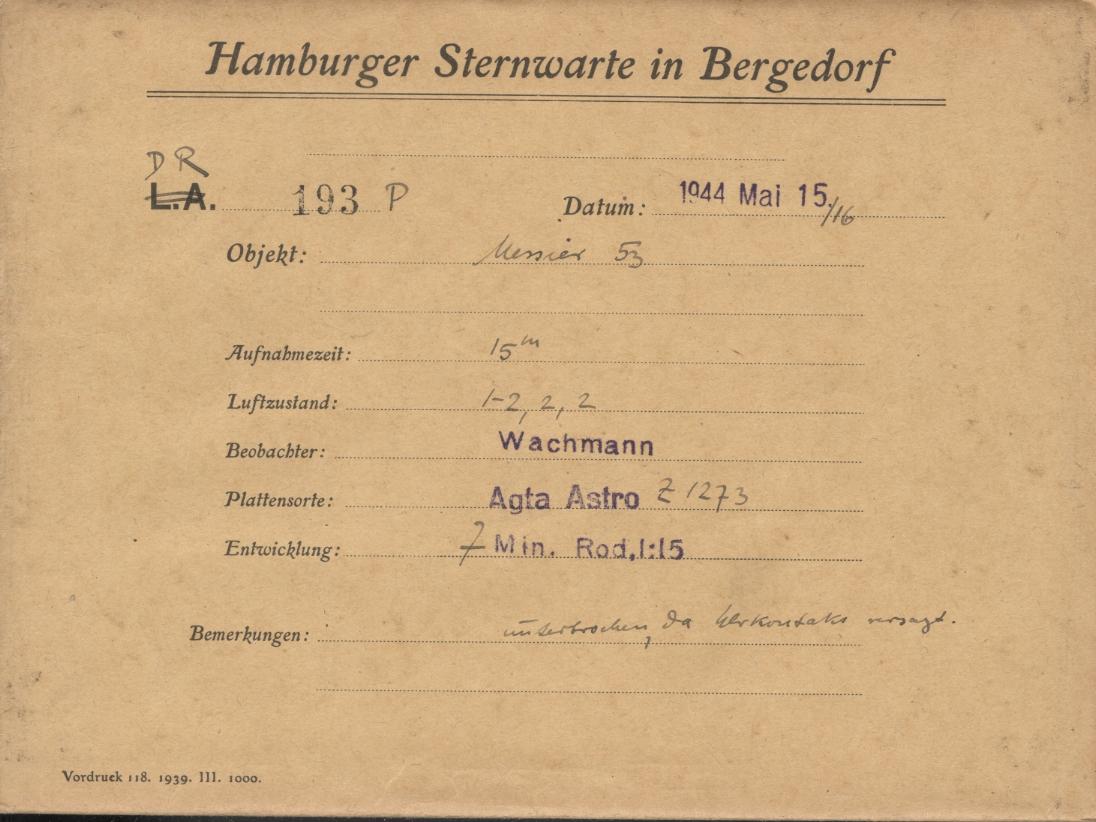 Hamburger Sternwarte in Bergedorf
DR
L.A. 193 P Datum: 1944 Mai 15./16
Objekt: Messier 53
Aufnahmezeit: 15m
Luftzustand: 1-2, 2, 2
Beobachter: Wachmann
Plattensorte: Agfa Astro Z 1273
Entwicklung: 7 Min. Rod. 1:15
Bemerkungen: unterbrochen, da Uhrkontakt versagt.
Vordruck 118. 1939. III. 1000.